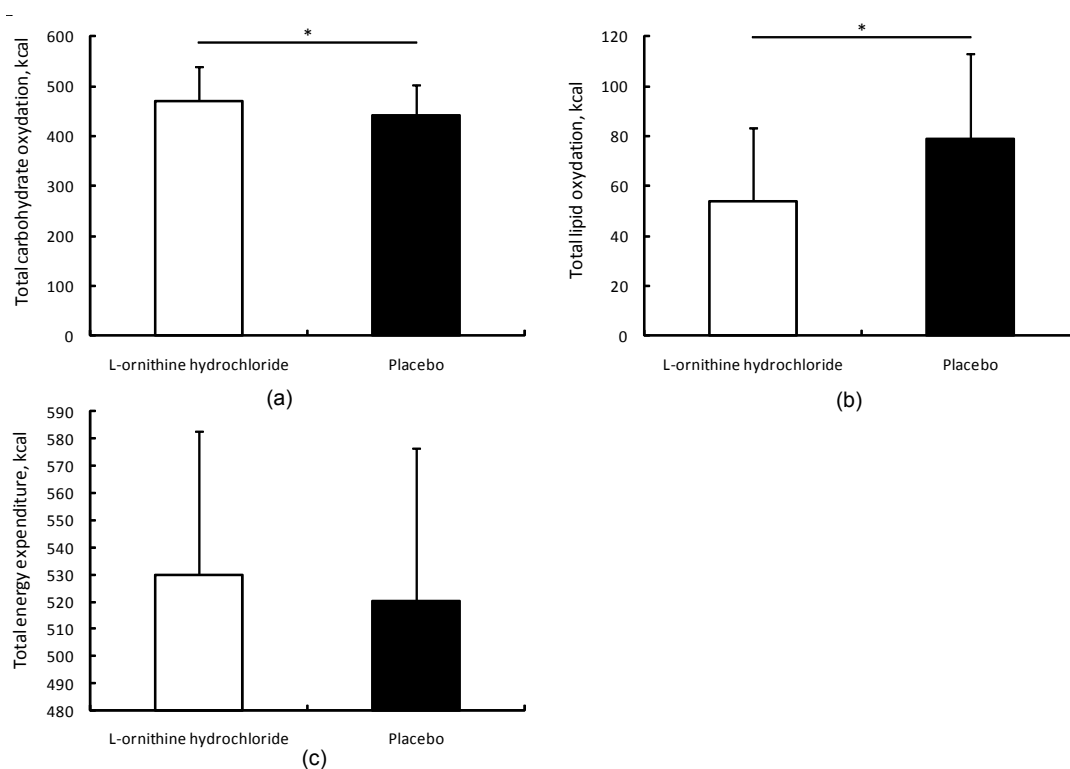 Total carbohydrate oxydation, kcal
600
500
400
300
200
100
0
*
L-ornithine hydrochloride
Placebo
(a)
Total lipid oxydation, kcal
120
100
80
60
40
20
0
*
L-ornithine hydrochloride
Placebo
(b)
Total energy expenditure, kcal
590
580
570
560
550
540
530
520
510
500
490
480
L-ornithine hydrochloride
Placebo
(c)